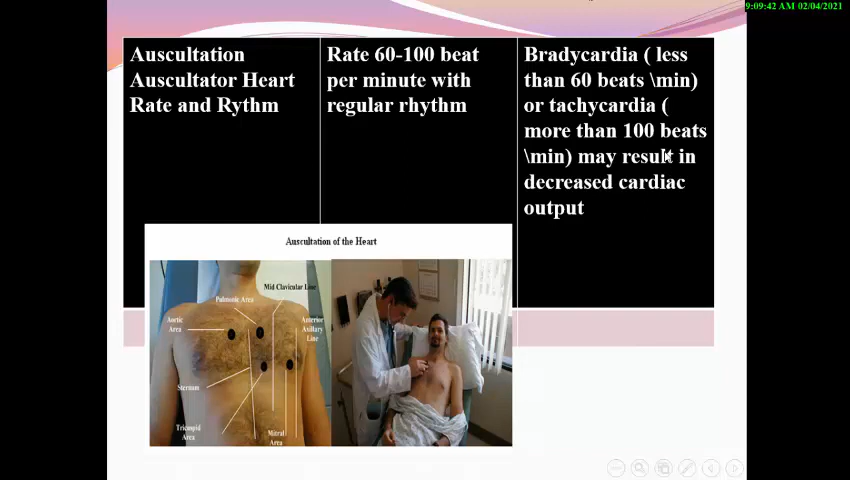 9:09:42 AM 02/04/2021
Auscultation
Auscultator Heart
Rate and Rythm
Rate 60-100 beat
per minute with
regular rhythm
Bradycardia ( less
than 60 beats \min)
or tachycardia (
more than 100 beats
\min) may result in
decreased cardiac
output
Auscultation of the Heart
Mid Clavicular Line
Pulmonic Area
Aortic
Area
Anterior
Axillary
Line
Sternum
Tricuspid
Area
Mitral
Area